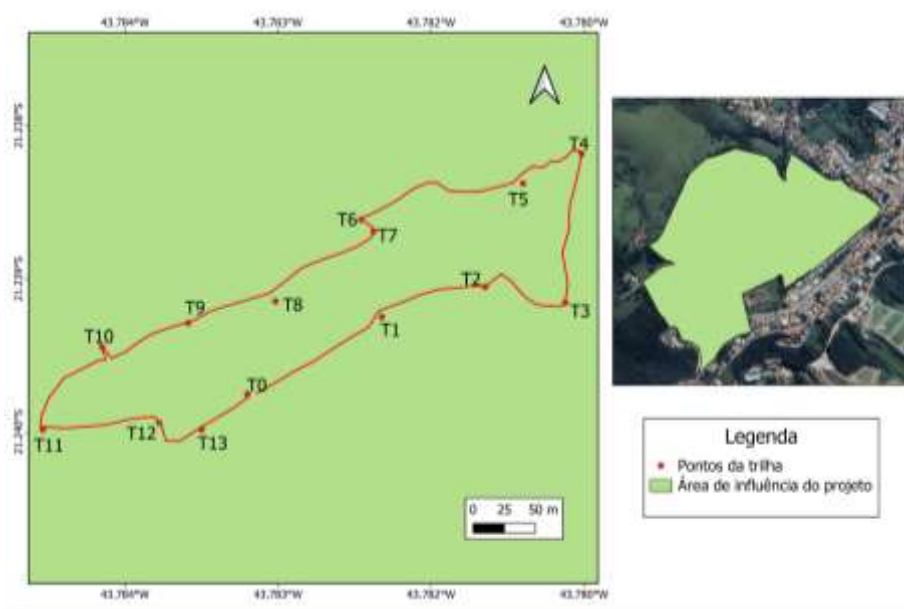 43.784°W 43.783°W 43.782°W 43.780°W
21.238°S
21.239°S
21.240°S
T4
T5
T6
T7
T2
T3
T8
T9
T1
T10
T0
T11
T12
T13
0 25 50 m
43.784°W 43.783°W 43.782°W 43.780°W
Legenda
Pontos da trilha
Área de influência do projeto